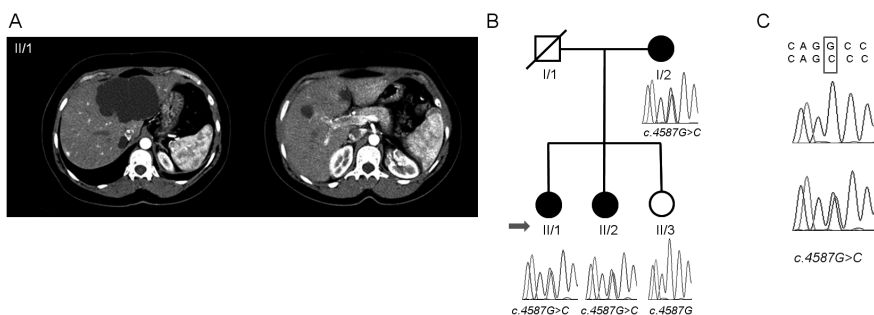 A
II/1
B
I/1
I/2
c.4587G>C
II/1
II/2
II/3
c.4587G>C
c.4587G>C
c.4587G
C
C A G G C C
C A G C C C
c.4587G>C